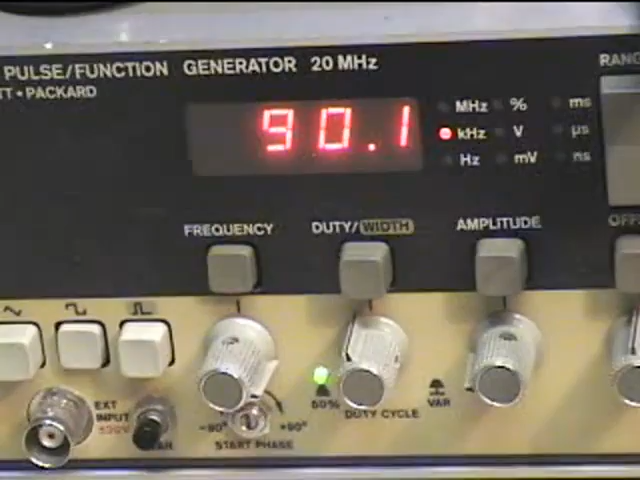 PULSE/FUNCTION GENERATOR 20 MHz
TT • PACKARD
RANG
90.1
MHz % ms
kHz V µs
Hz mV ns
FREQUENCY DUTY/WIDTH AMPLITUDE OFF
EXT
INPUT
50% DUTY CYCLE
VAR
-90° +90°
START PHASE